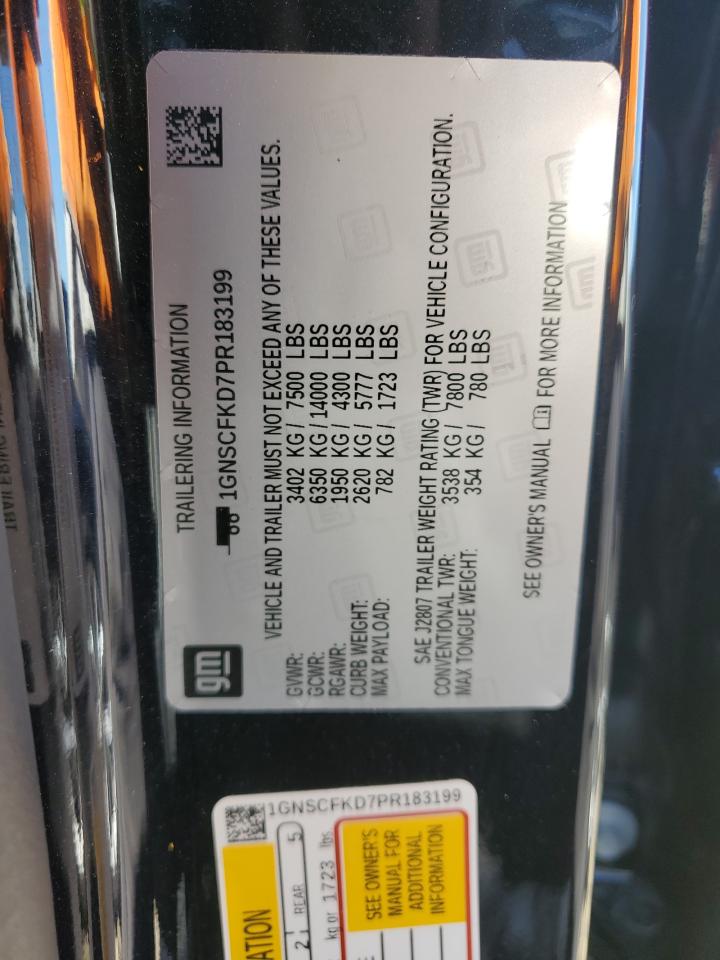 gm
TRAILERING INFORMATION
1GNSCFKD7PR183199
VEHICLE AND TRAILER MUST NOT EXCEED ANY OF THESE VALUES.
GVWR: 3402 KG / 7500 LBS
GCWR: 6350 KG / 14000 LBS
RGAWR: 1950 KG / 4300 LBS
CURB WEIGHT: 2620 KG / 5777 LBS
MAX PAYLOAD: 782 KG / 1723 LBS
SAE J2807 TRAILER WEIGHT RATING (TWR) FOR VEHICLE CONFIGURATION.
CONVENTIONAL TWR: 3538 KG / 7800 LBS
MAX TONGUE WEIGHT: 354 KG / 780 LBS
SEE OWNER'S MANUAL FOR MORE INFORMATION
1GNSCFKD7PR183199
ATION
2 REAR 5
kg or 1723 lbs
SEE OWNER'S
MANUAL FOR
ADDITIONAL
INFORMATION